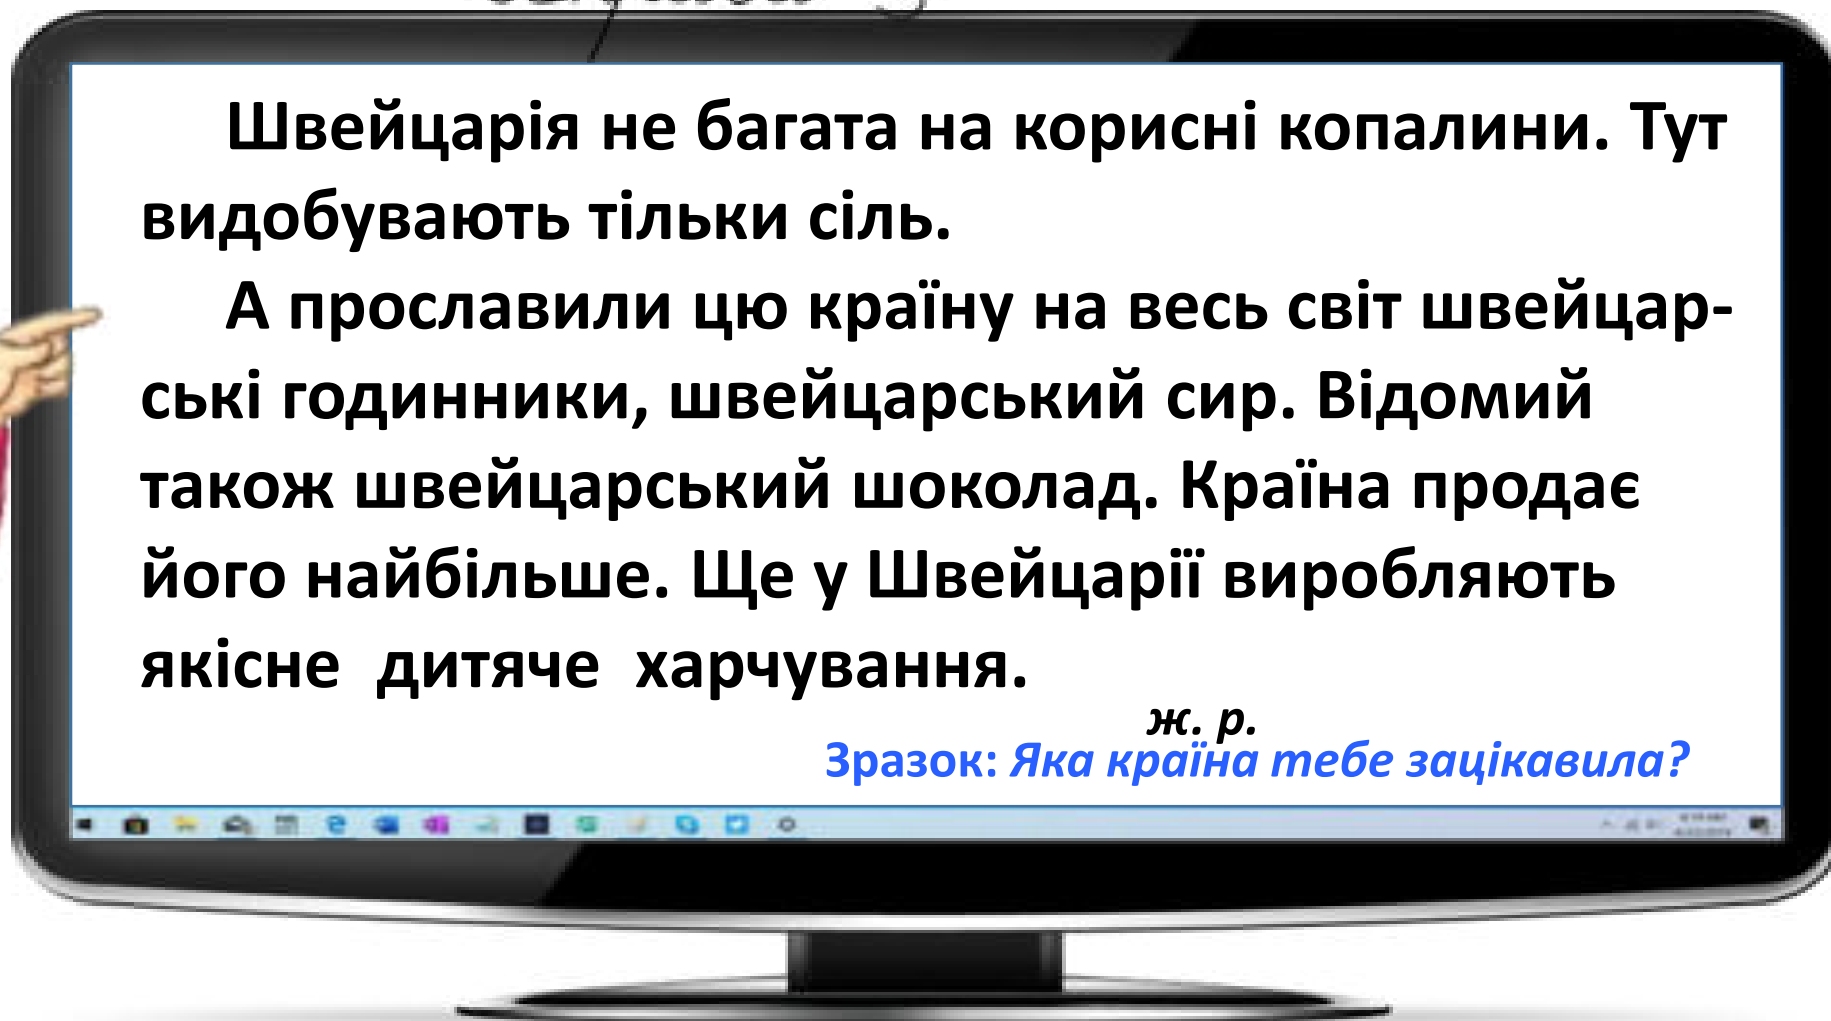 Швейцарія не багата на корисні копалини. Тут
видобувають тільки сіль.
А прославили цю країну на весь світ швейцар-
ські годинники, швейцарський сир. Відомий
також швейцарський шоколад. Країна продає
його найбільше. Ще у Швейцарії виробляють
якісне дитяче харчування.
ж. р.
Зразок: Яка країна тебе зацікавила?